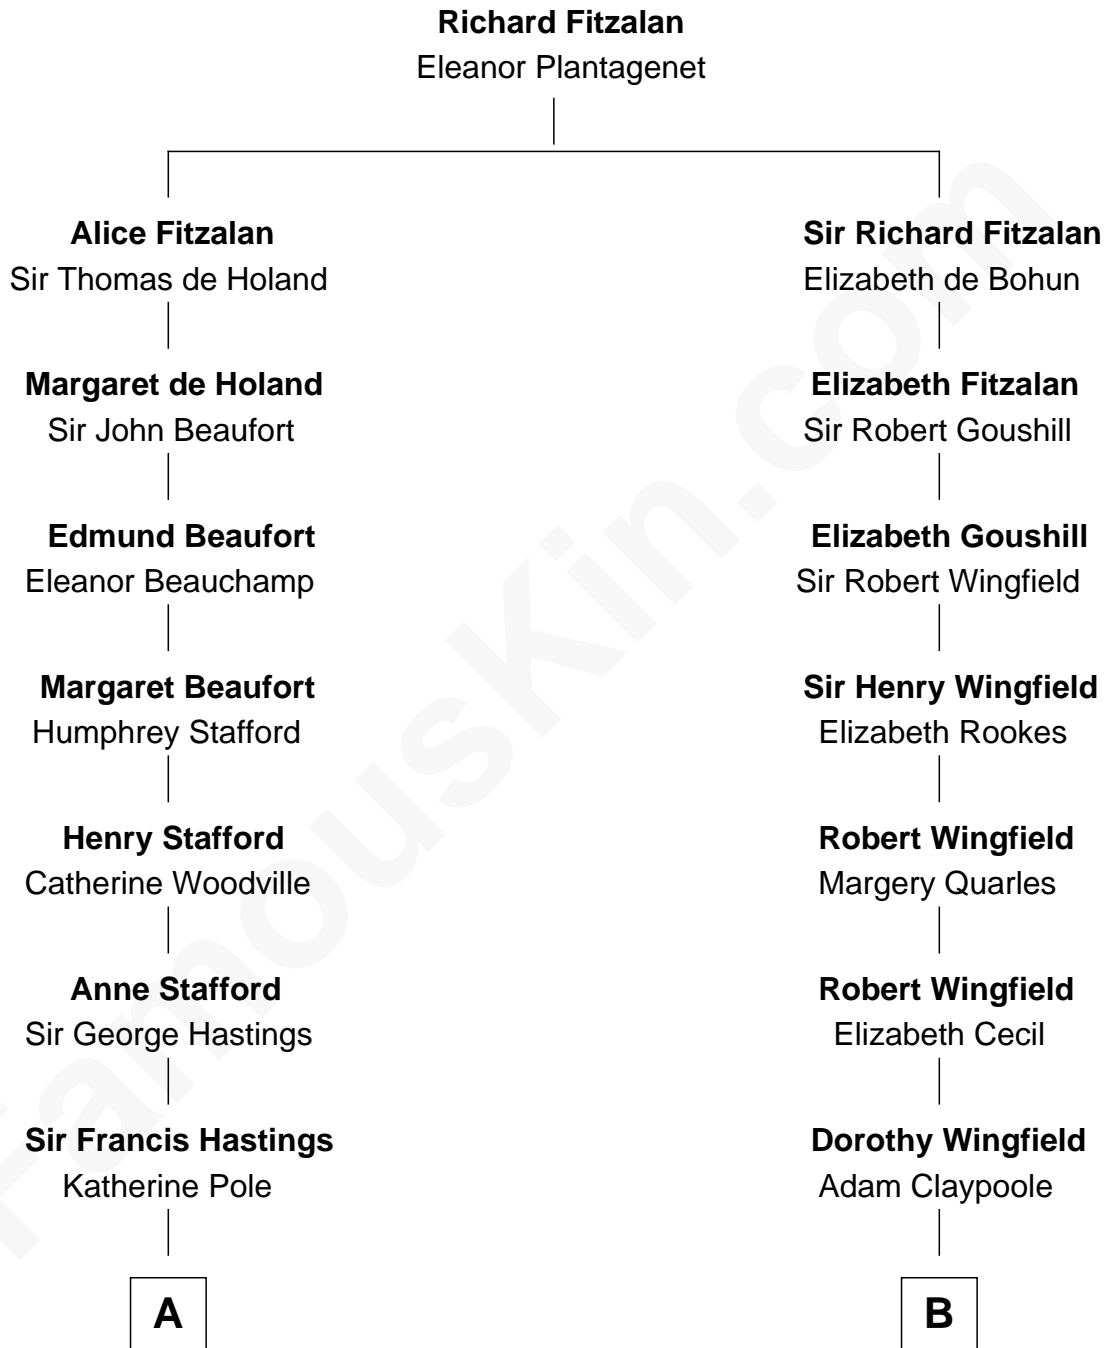 Richard Fitzalan
Eleanor Plantagenet
Alice Fitzalan
Sir Thomas de Holand
Sir Richard Fitzalan
Elizabeth de Bohun
Margaret de Holand
Sir John Beaufort
Elizabeth Fitzalan
Sir Robert Goushill
Edmund Beaufort
Eleanor Beauchamp
Elizabeth Goushill
Sir Robert Wingfield
Margaret Beaufort
Humphrey Stafford
Sir Henry Wingfield
Elizabeth Rookes
Henry Stafford
Catherine Woodville
Robert Wingfield
Margery Quarles
Anne Stafford
Sir George Hastings
Robert Wingfield
Elizabeth Cecil
Sir Francis Hastings
Katherine Pole
Dorothy Wingfield
Adam Claypoole
A
B
FamousKin.com